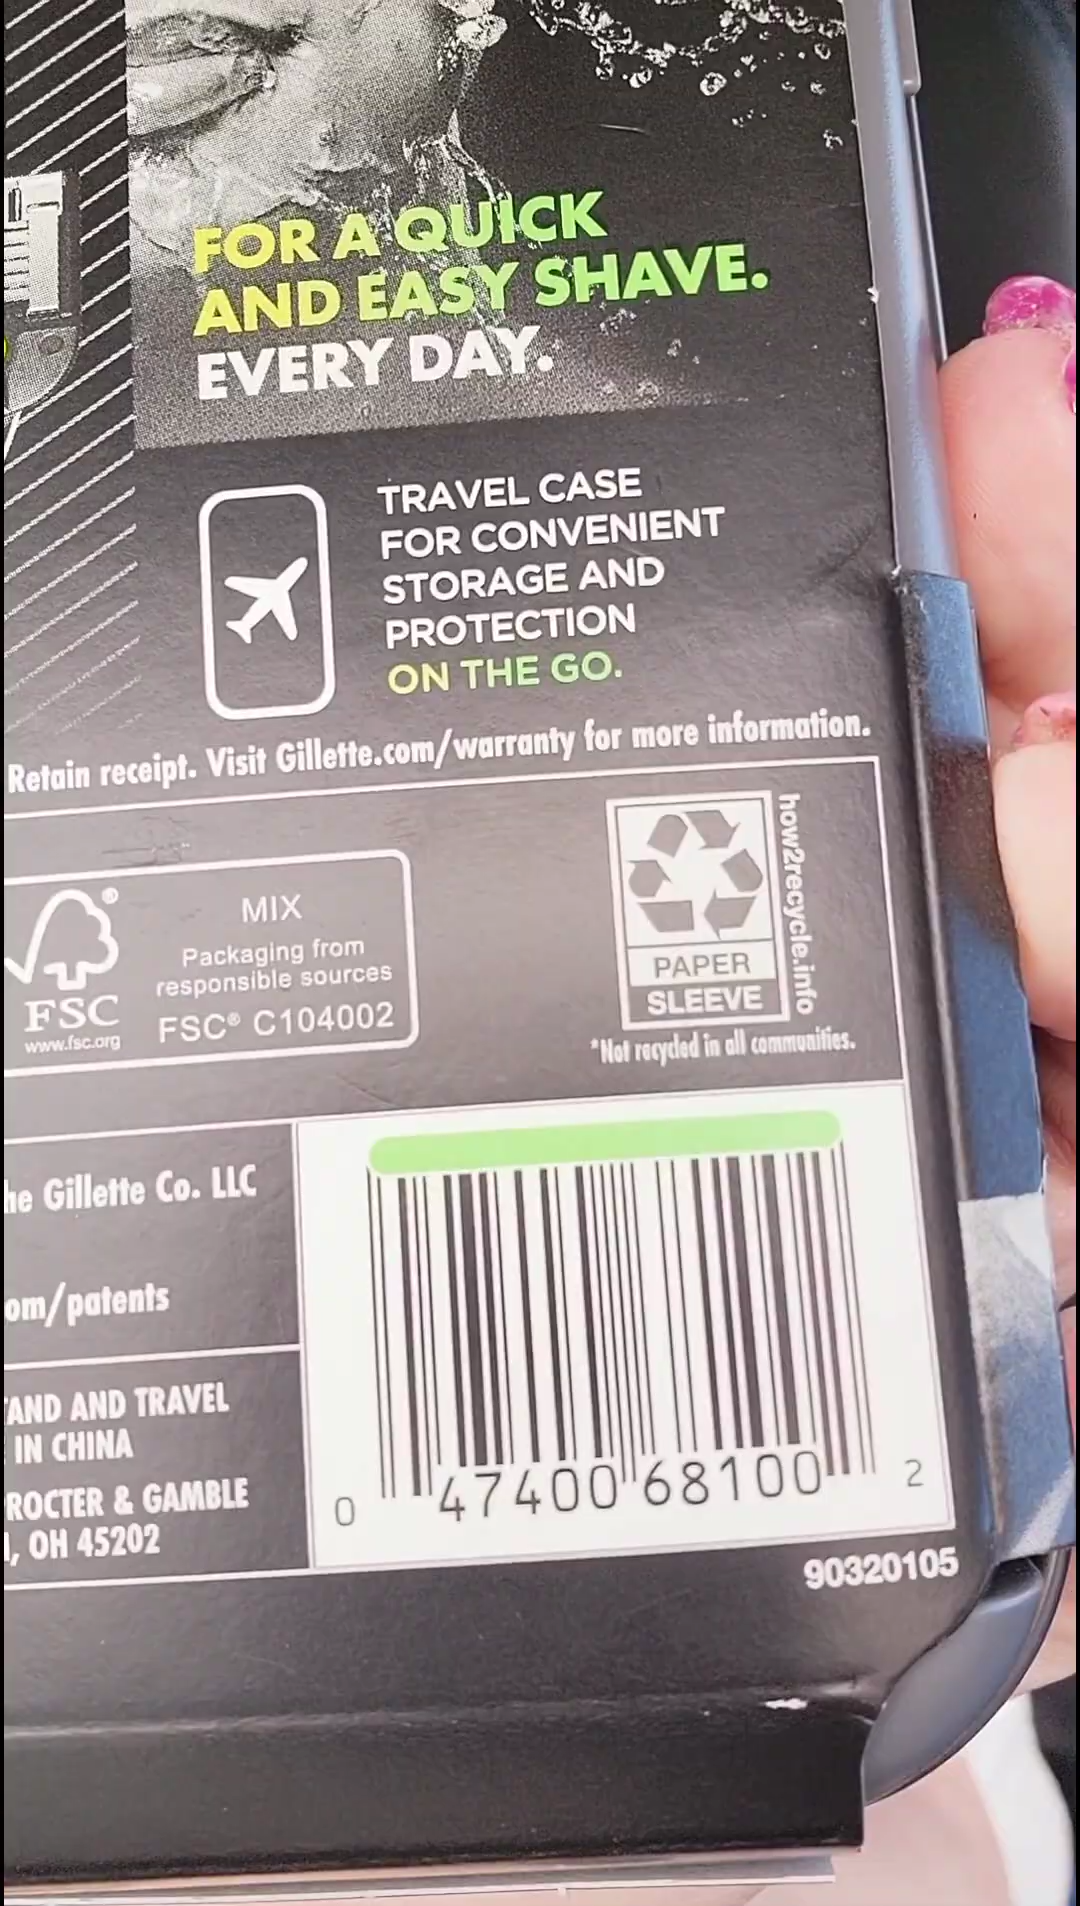 FOR A QUICK
AND EASY SHAVE.
EVERY DAY.
TRAVEL CASE
FOR CONVENIENT
STORAGE AND
PROTECTION
ON THE GO.
Retain receipt. Visit Gillette.com/warranty for more information.
MIX
Packaging from
responsible sources
FSC® C104002
FSC
www.fsc.org
how2recycle.info
PAPER
SLEEVE
*Not recycled in all communities.
Gillette Co. LLC
om/patents
AND TRAVEL
IN CHINA
& GAMBLE
, OH 45202
0 47400 68100 2
90320105